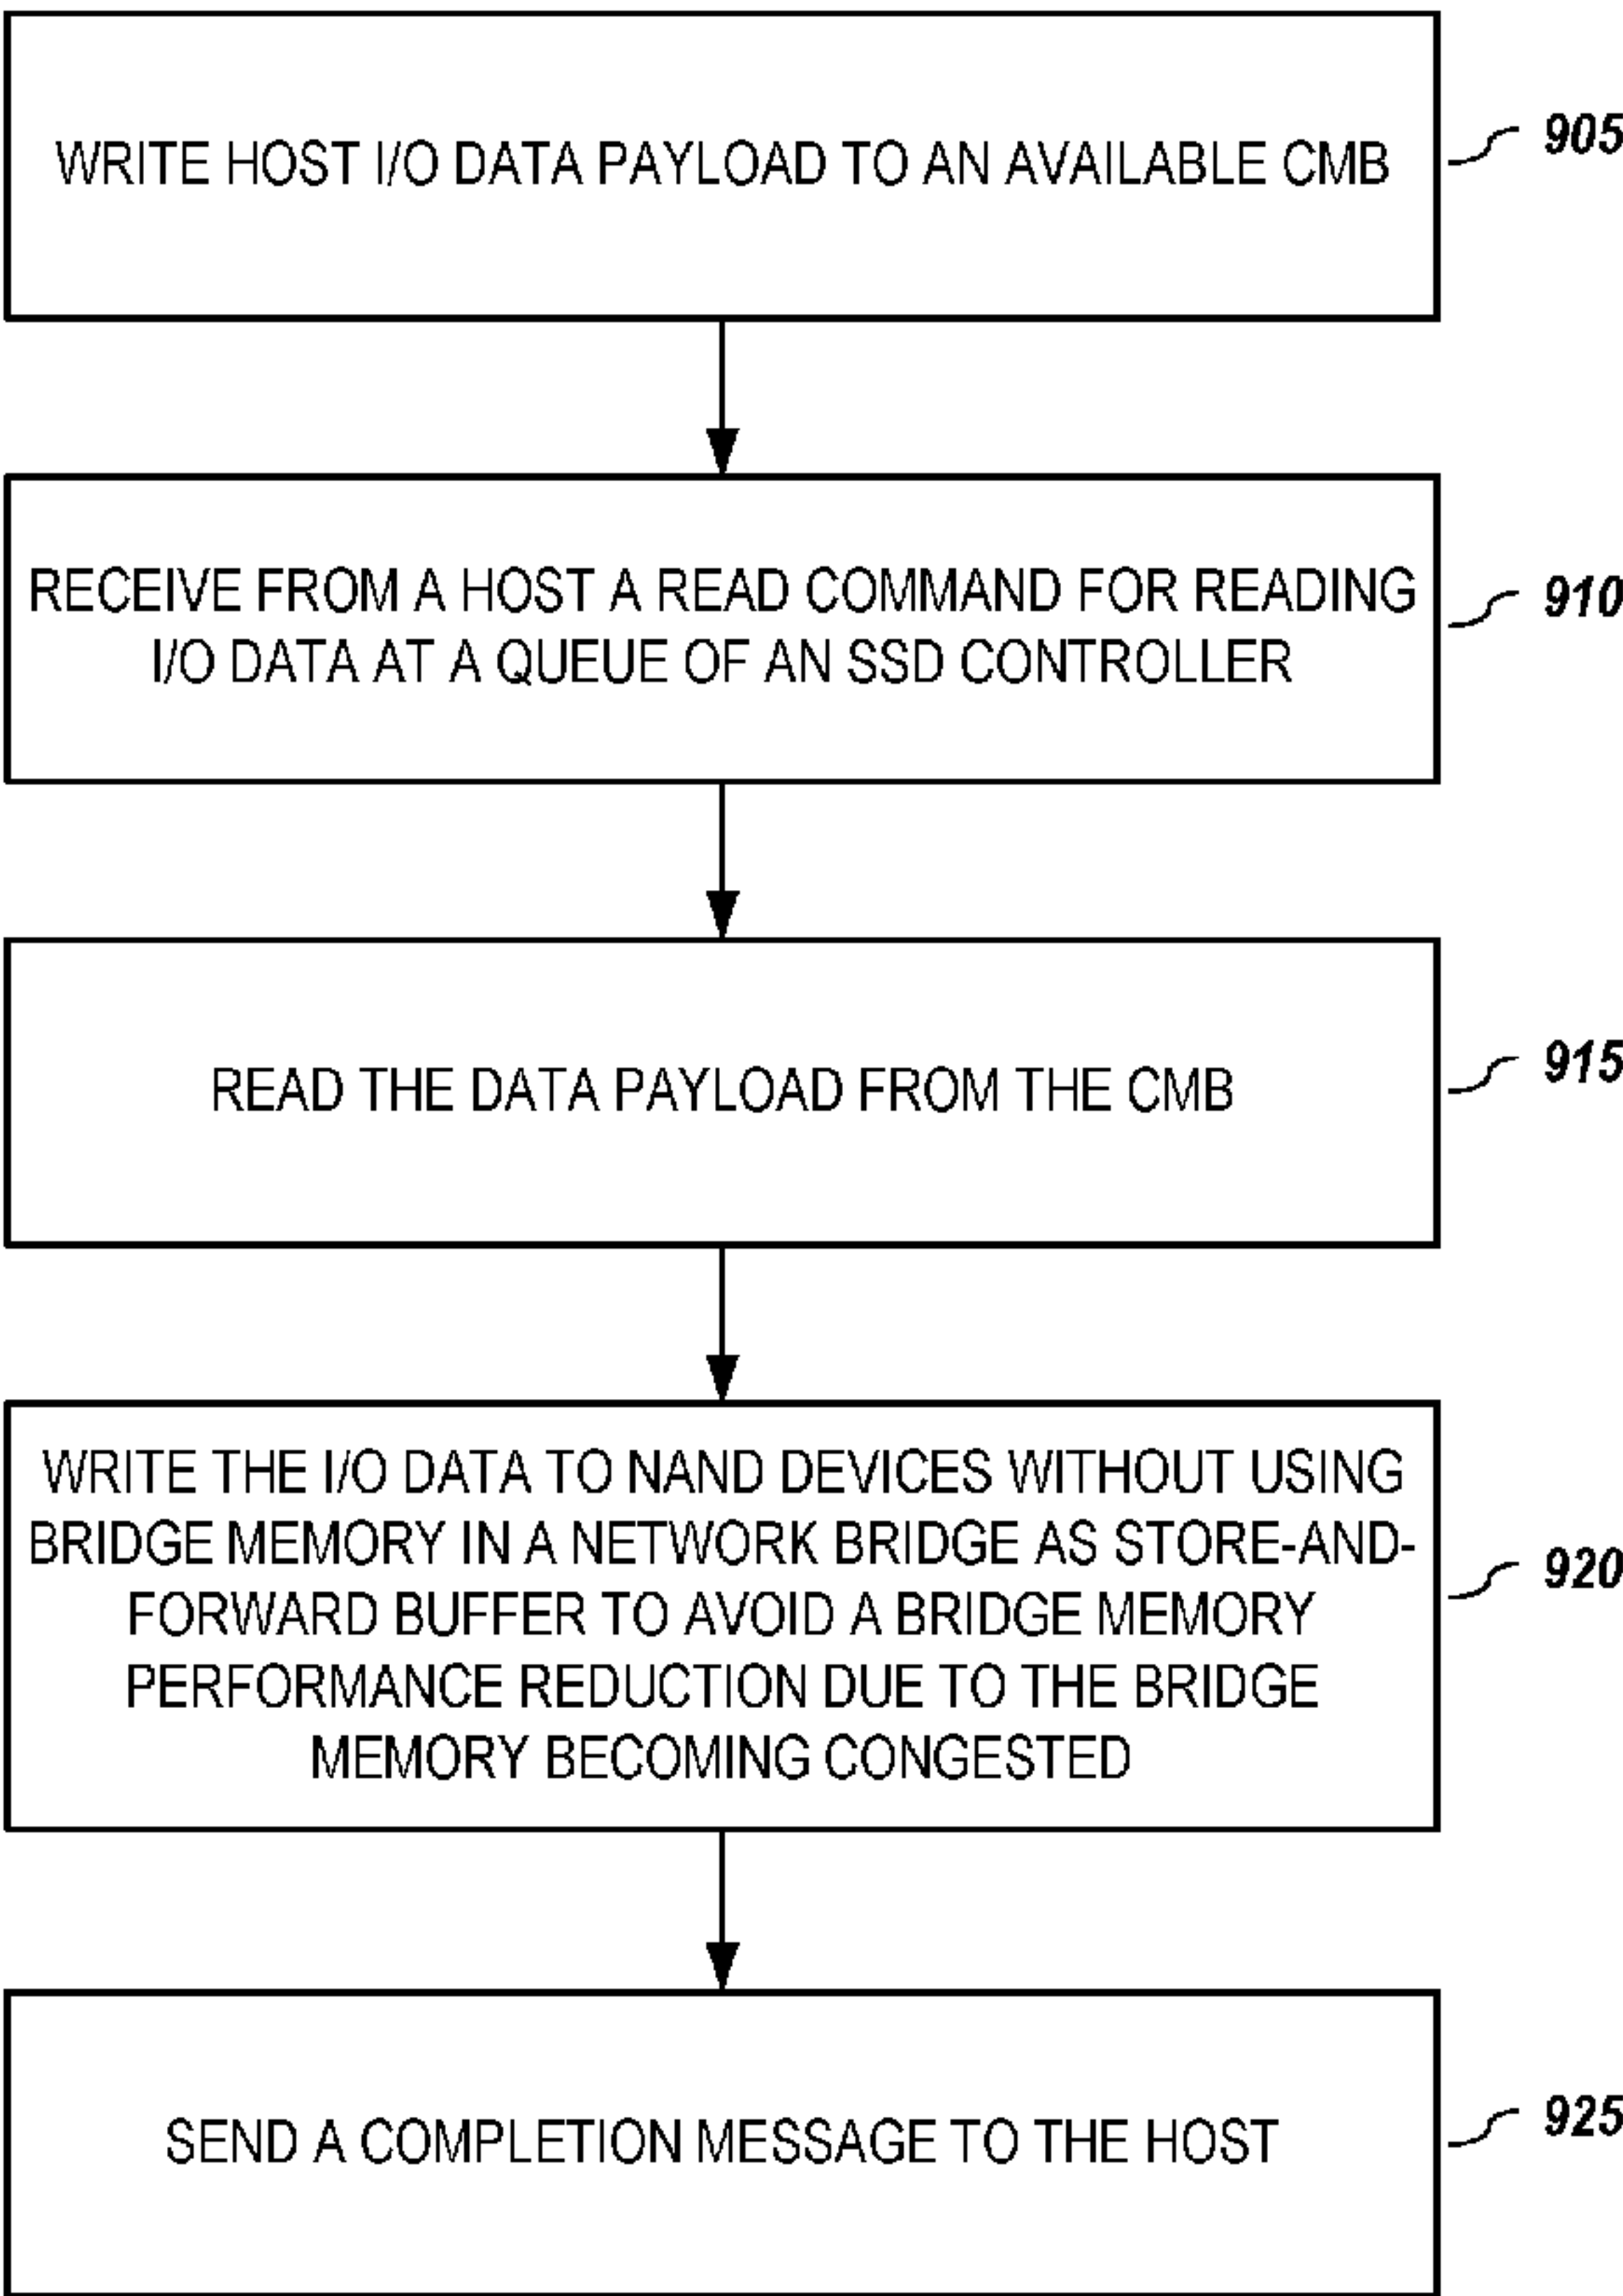 WRITE HOST I/O DATA PAYLOAD TO AN AVAILABLE CMB
905
RECEIVE FROM A HOST A READ COMMAND FOR READING
I/O DATA AT A QUEUE OF AN SSD CONTROLLER
910
READ THE DATA PAYLOAD FROM THE CMB
915
WRITE THE I/O DATA TO NAND DEVICES WITHOUT USING
BRIDGE MEMORY IN A NETWORK BRIDGE AS STORE-AND-
FORWARD BUFFER TO AVOID A BRIDGE MEMORY
PERFORMANCE REDUCTION DUE TO THE BRIDGE
MEMORY BECOMING CONGESTED
920
SEND A COMPLETION MESSAGE TO THE HOST
925